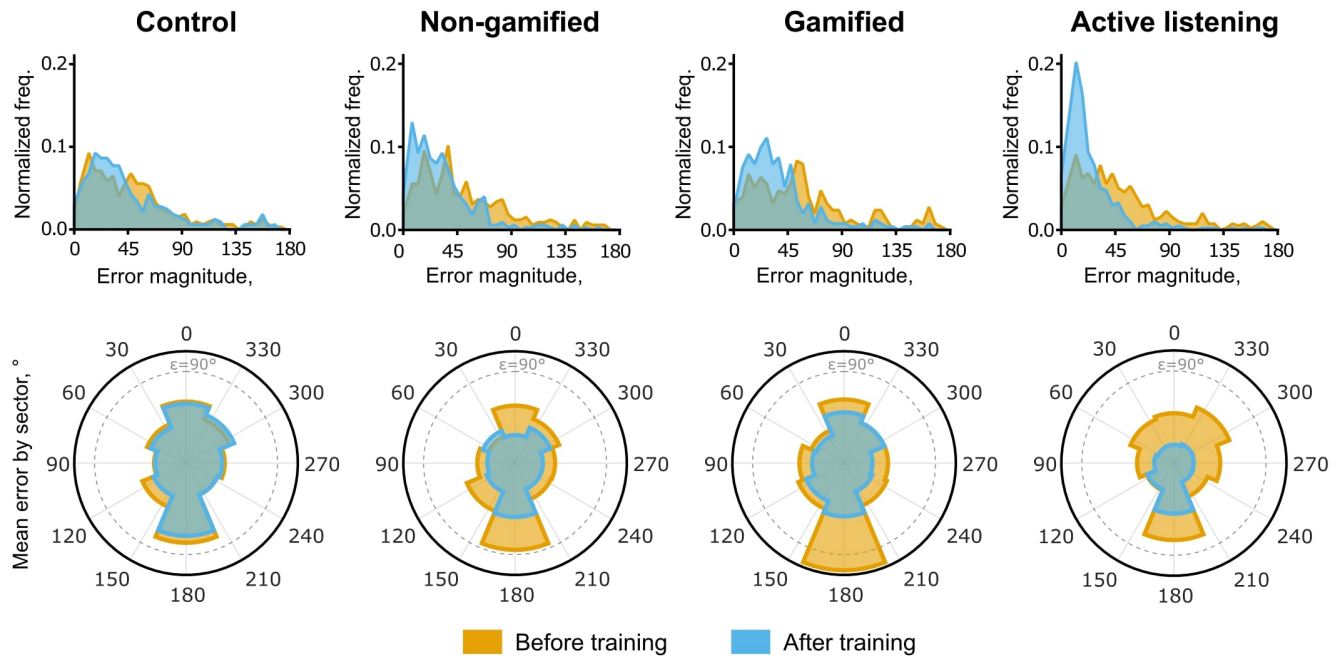 Control Non-gamified Gamified Active listening
0.2 0.2 0.2 0.2
Normalized freq. Normalized freq. Normalized freq. Normalized freq.
0.1 0.1 0.1 0.1
0.0 0.0 0.0 0.0
0 45 90 135 180 0 45 90 135 180 0 45 90 135 180 0 45 90 135 180
Error magnitude, Error magnitude, Error magnitude, Error magnitude,
Mean error by sector, °
0 0 0 0
30 330 30 330 30 330 30 330
ε=90° ε=90° ε=90° ε=90°
60 300 60 300 60 300 60 300
90 270 90 270 90 270 90 270
120 240 120 240 120 240 120 240
150 210 150 210 150 210 150 210
180 180 180 180
Before training After training